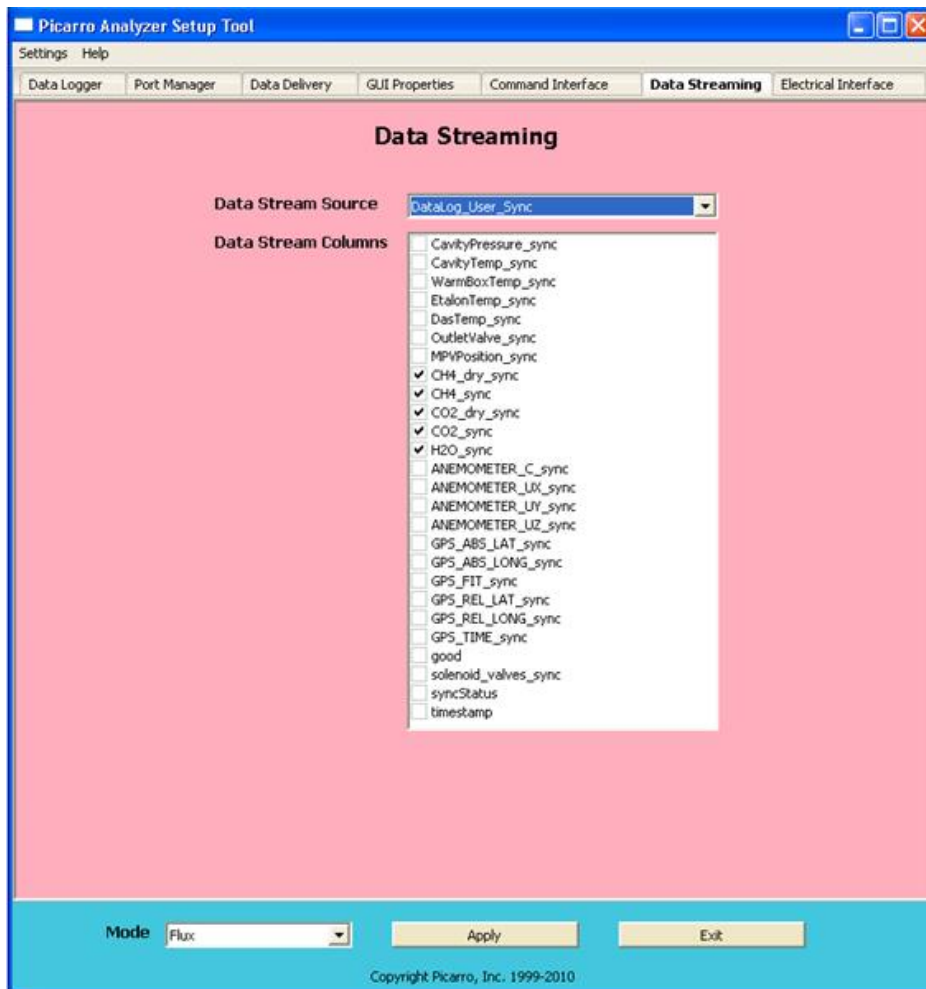 Picarro Analyzer Setup Tool
Settings Help
Data Logger Port Manager Data Delivery GUI Properties Command Interface Data Streaming Electrical Interface
Data Streaming
Data Stream Source DataLog_User_Sync
Data Stream Columns
CavityPressure_sync
CavityTemp_sync
WarmBoxTemp_sync
EtalonTemp_sync
DasTemp_sync
OutletValve_sync
MPVPosition_sync
CH4_dry_sync
CH4_sync
CO2_dry_sync
CO2_sync
H2O_sync
ANEMOMETER_C_sync
ANEMOMETER_UX_sync
ANEMOMETER_UY_sync
ANEMOMETER_UZ_sync
GPS_ABS_LAT_sync
GPS_ABS_LONG_sync
GPS_FIT_sync
GPS_REL_LAT_sync
GPS_REL_LONG_sync
GPS_TIME_sync
good
solenoid_valves_sync
syncStatus
timestamp
Mode Flux Apply Exit
Copyright Picarro, Inc. 1999-2010